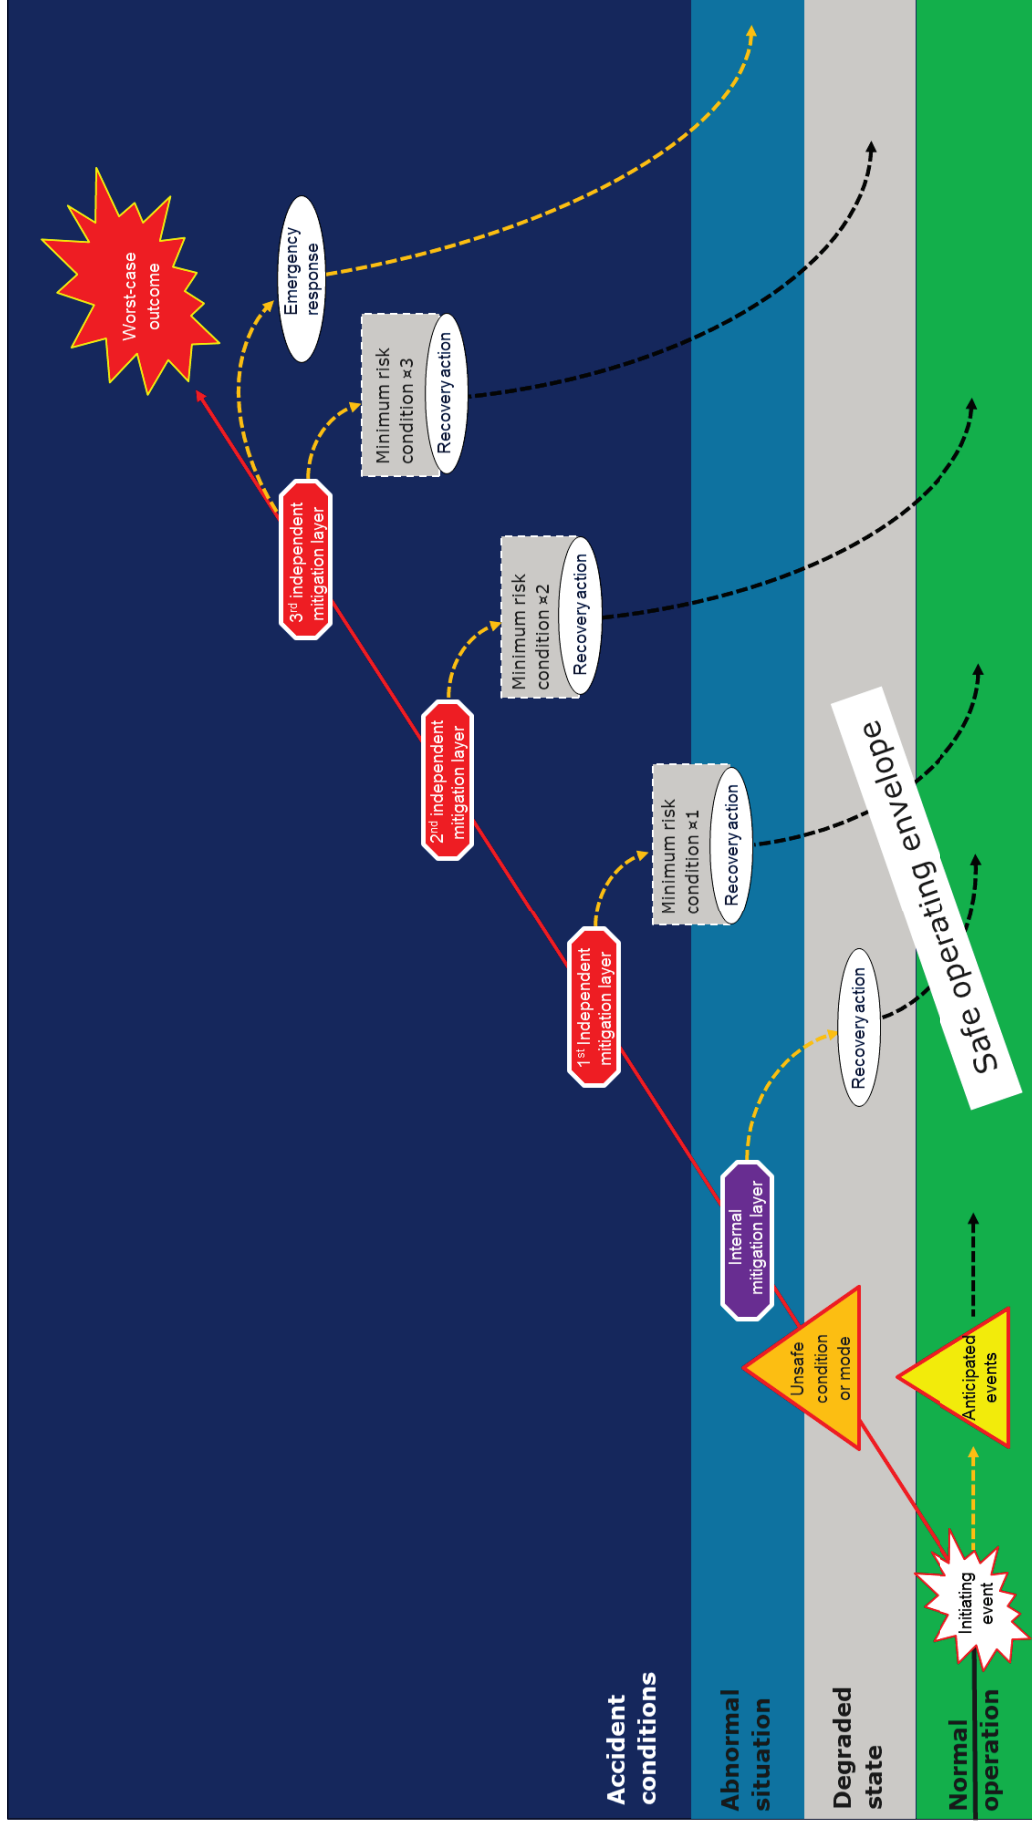 Worst-case
outcome
Emergency
response
3rd independent
mitigation layer
Minimum risk
condition ¤3
Recovery action
2nd independent
mitigation layer
Minimum risk
condition ¤2
Recovery action
1st Independent
mitigation layer
Minimum risk
condition ¤1
Recovery action
Internal
mitigation layer
Recovery action
Unsafe
condition
or mode
Safe operating envelope
Anticipated
events
Initiating
event
Accident
conditions
Abnormal
situation
Degraded
state
Normal
operation